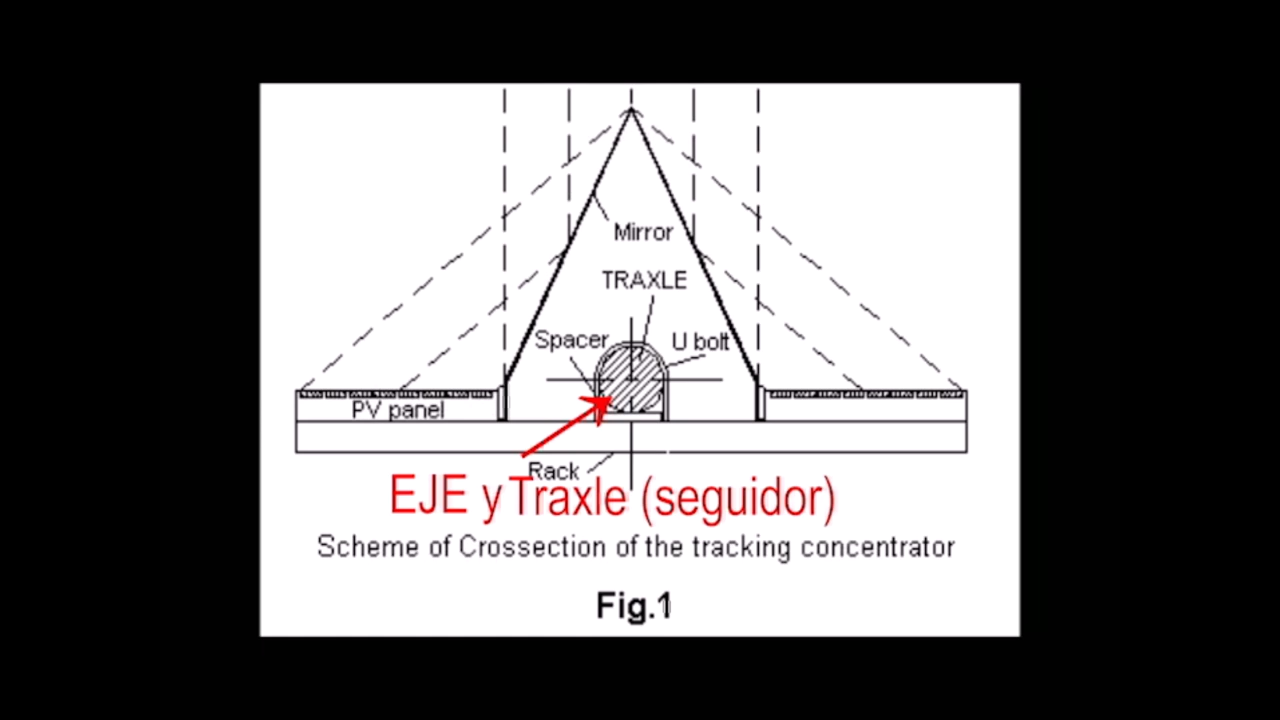 Mirror
TRAXLE
Spacer
U bolt
PV panel
Rack
EJE y Traxle (seguidor)
Scheme of Crossection of the tracking concentrator
Fig.1